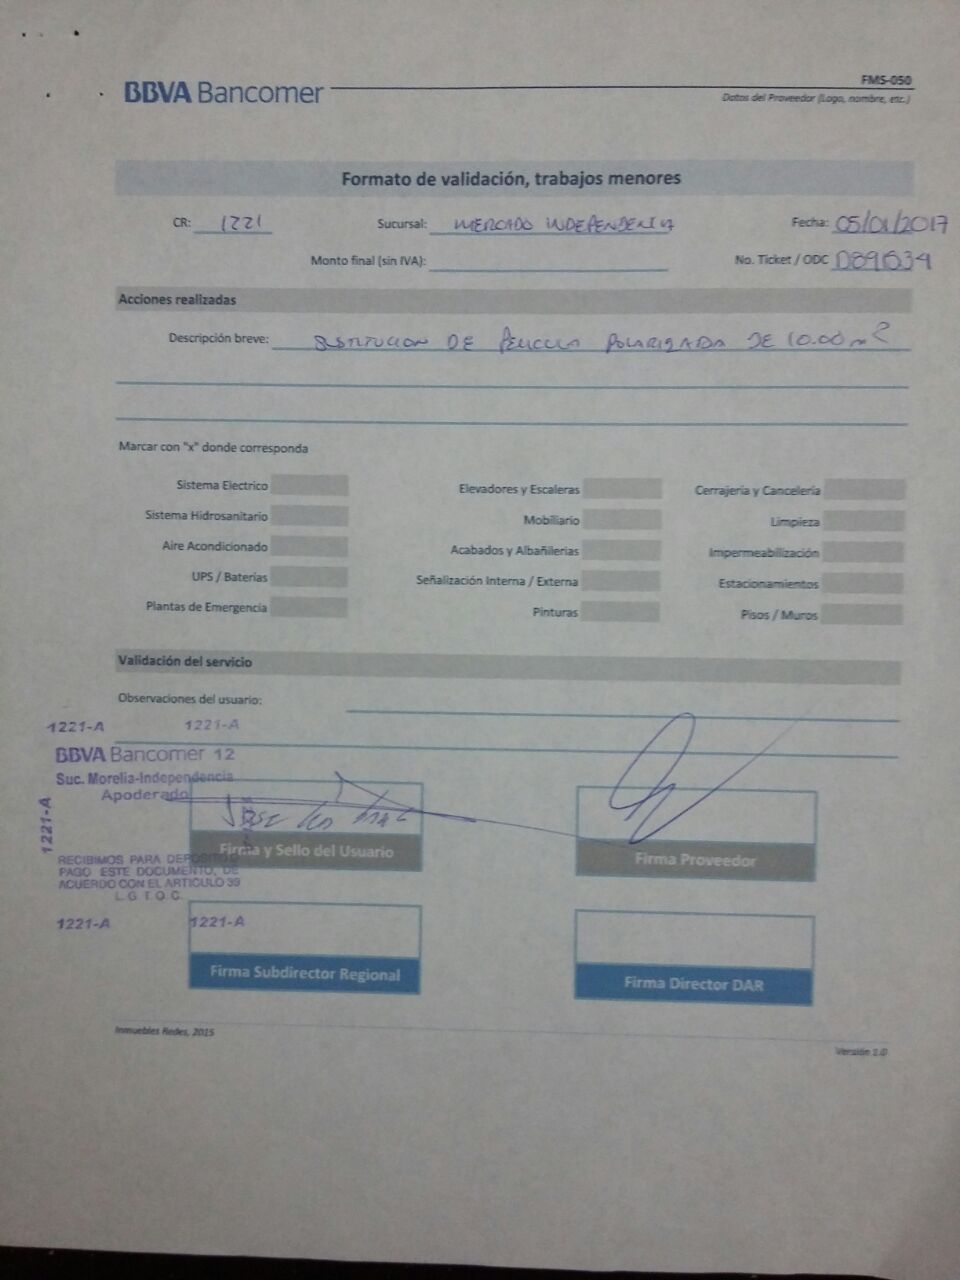 FMS-050
BBVA Bancomer
Datos del Proveedor (Logo, nombre, etc.)
Formato de validación, trabajos menores
CR: 1221 Sucursal: MERCADO INDEPENDENCIA Fecha: 05/01/2017
Monto final (sin IVA): No. Ticket / ODC
Acciones realizadas
Descripción breve: SUSTITUCION DE PELICULA POLARIZADA DE 10.00 m2
Marcar con "x" donde corresponda
Sistema Electrico Elevadores y Escaleras Cerrajería y Cancelería
Sistema Hidrosanitario Mobiliario Limpieza
Aire Acondicionado Acabados y Albañilerias Impermeabilización
UPS / Baterías Señalización Interna / Externa Estacionamientos
Plantas de Emergencia Pinturas Pisos / Muros
Validación del servicio
Observaciones del usuario:
1221-A 1221-A
BBVA Bancomer 12
Suc. Morelia-Independencia
Apoderado
1221-A
Firma y Sello del Usuario Firma Proveedor
RECIBIMOS PARA DEPOSITO O
PAGO ESTE DOCUMENTO, DE
ACUERDO CON EL ARTICULO 39
L.G.T.O.C.
1221-A 1221-A
Firma Subdirector Regional Firma Director DAR
Inmuebles Redes, 2015
Versión 1.0